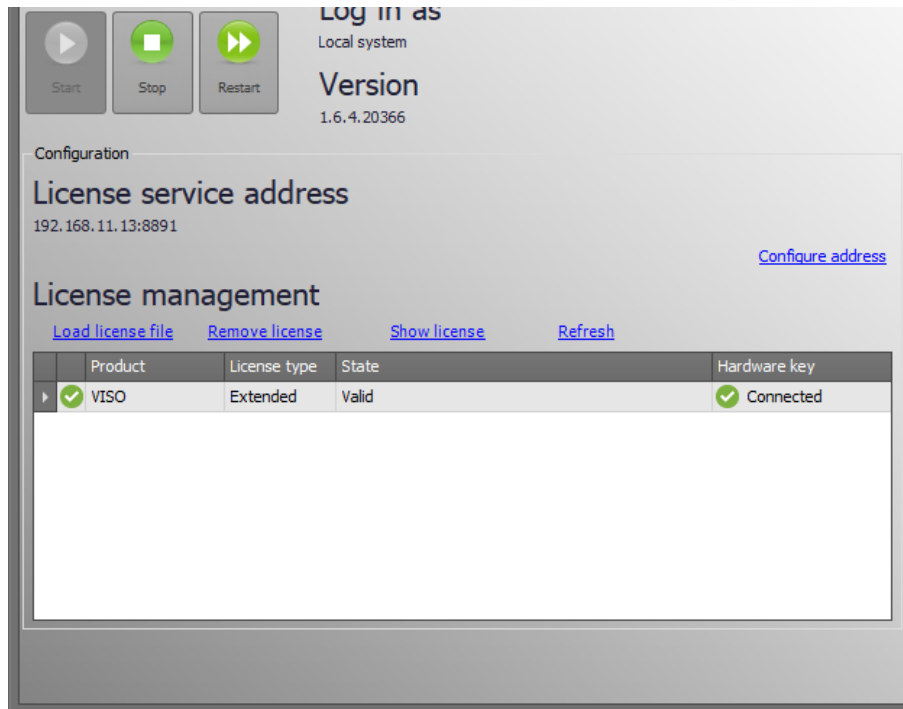 Log in as
Local system
Start Stop Restart
Version
1.6.4.20366
Configuration
License service address
192.168.11.13:8891
Configure address
License management
Load license file Remove license Show license Refresh
Product License type State Hardware key
VISO Extended Valid Connected